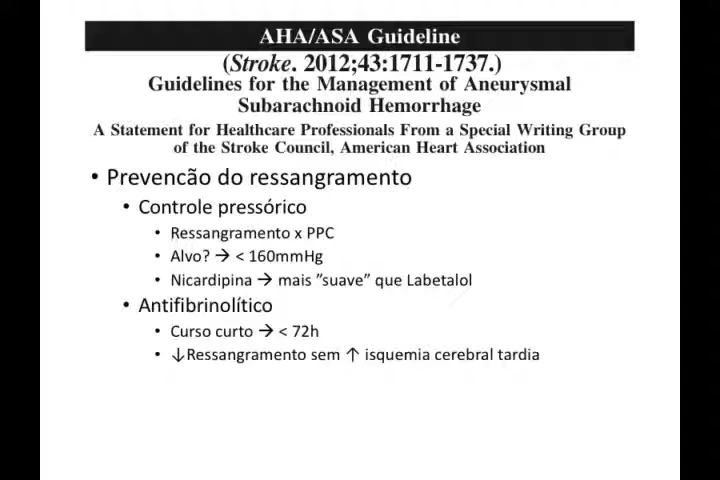 AHA/ASA Guideline
(Stroke. 2012;43:1711-1737.)
Guidelines for the Management of Aneurysmal
Subarachnoid Hemorrhage
A Statement for Healthcare Professionals From a Special Writing Group
of the Stroke Council, American Heart Association
• Prevencão do ressangramento
• Controle pressórico
• Ressangramento x PPC
• Alvo? → < 160mmHg
• Nicardipina → mais ”suave” que Labetalol
• Antifibrinolítico
• Curso curto → < 72h
• ↓Ressangramento sem ↑ isquemia cerebral tardia